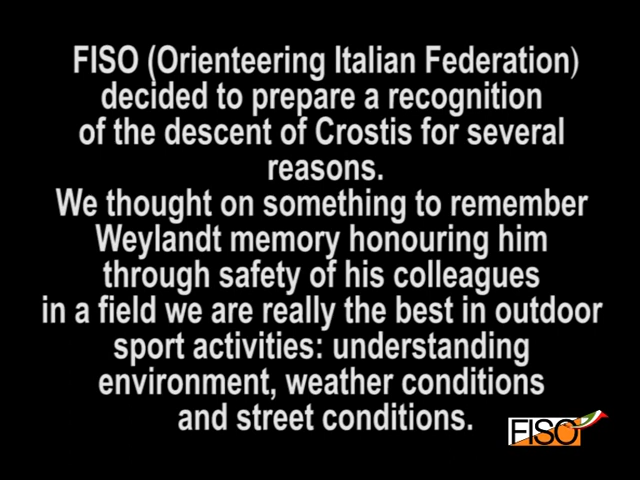 FISO (Orienteering Italian Federation)
decided to prepare a recognition
of the descent of Crostis for several
reasons.
We thought on something to remember
Weylandt memory honouring him
through safety of his colleagues
in a field we are really the best in outdoor
sport activities: understanding
environment, weather conditions
and street conditions.
FISO